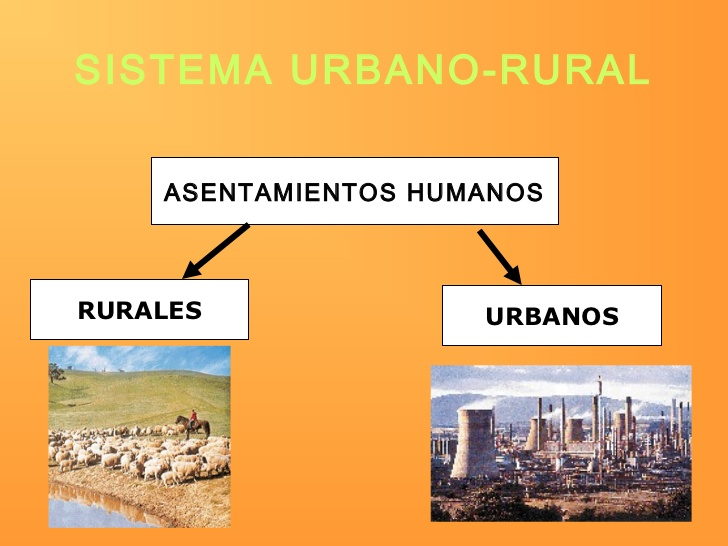 SISTEMA URBANO-RURAL
ASENTAMIENTOS HUMANOS
RURALES
URBANOS